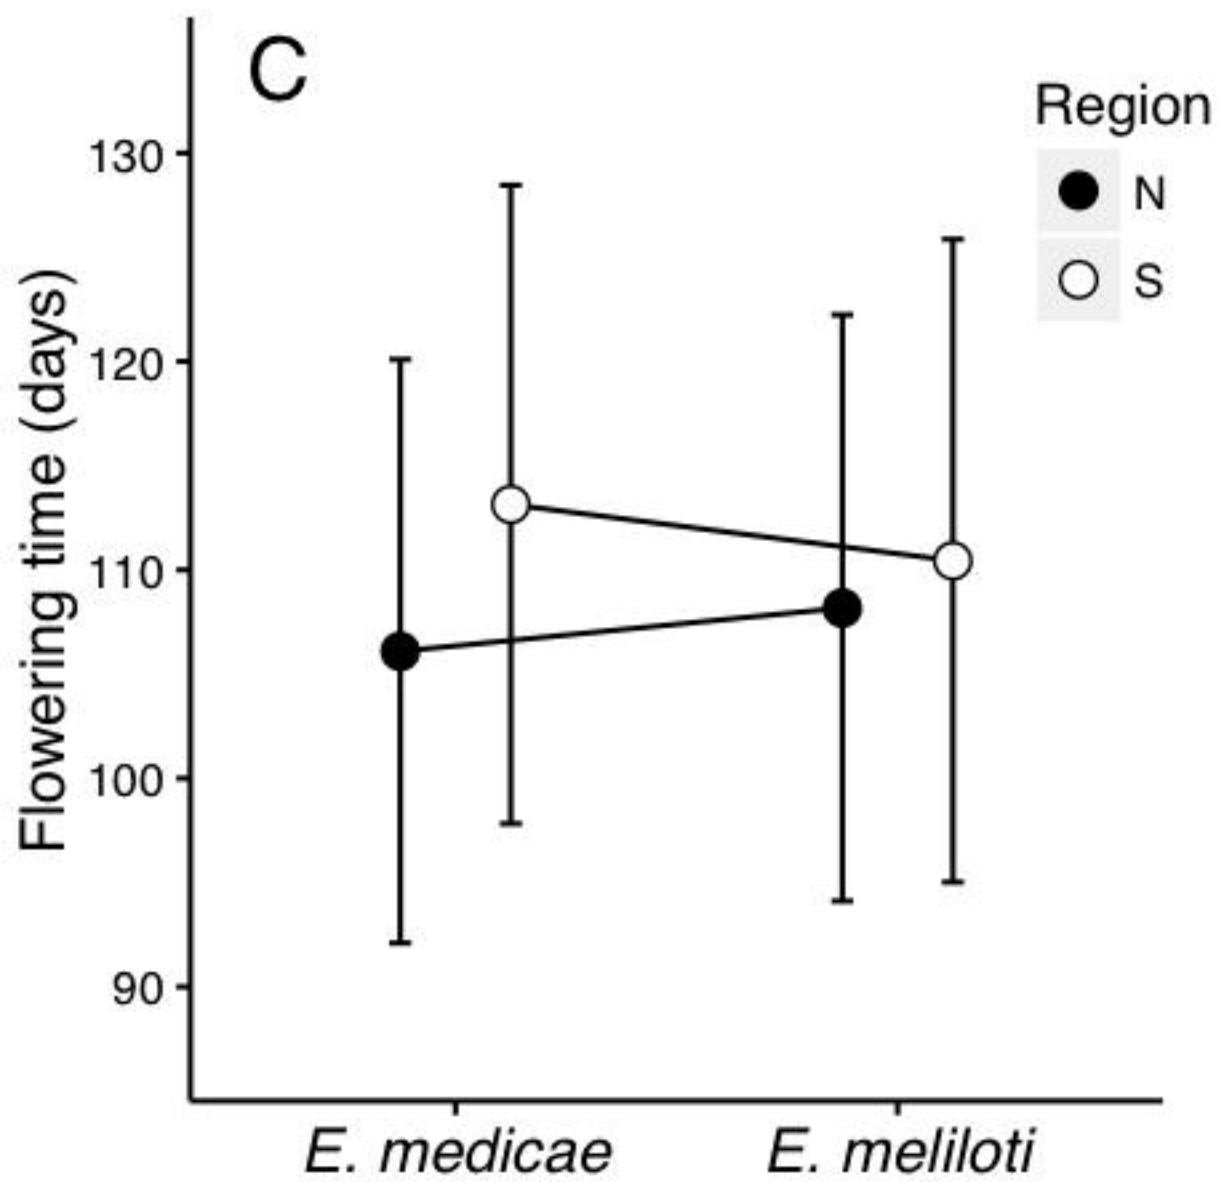 C
Region
N
S
Flowering time (days)
130
120
110
100
90
E. medicae
E. meliloti